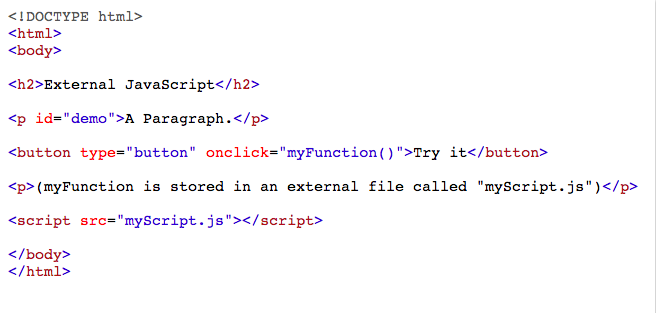 <!DOCTYPE html>
<html>
<body>
<h2>External JavaScript</h2>
<p id="demo">A Paragraph.</p>
<button type="button" onclick="myFunction()">Try it</button>
<p>(myFunction is stored in an external file called "myScript.js")</p>
<script src="myScript.js"></script>
</body>
</html>